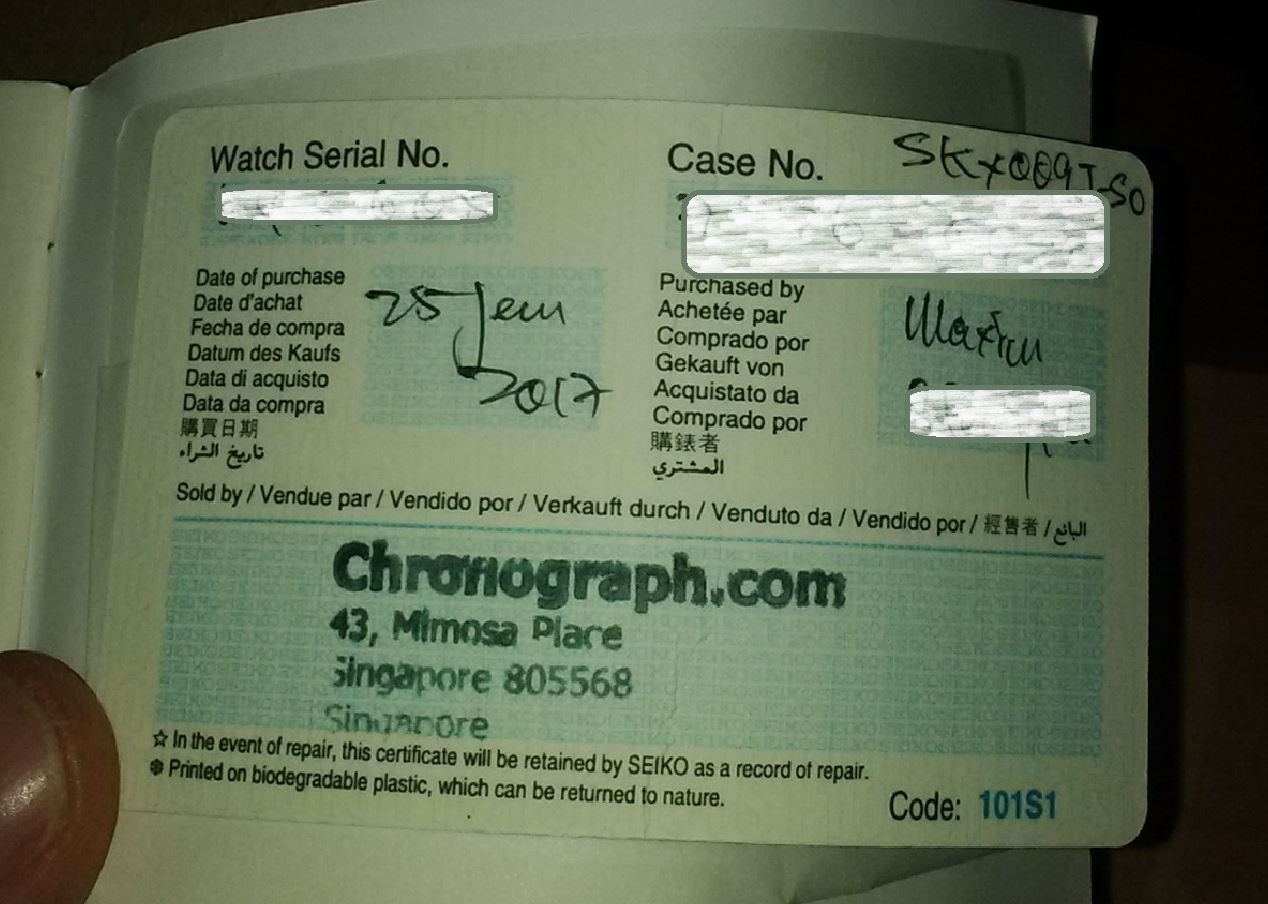 Watch Serial No.
Case No.
SKX009J-SO
Date of purchase
Date d'achat
Fecha de compra
Datum des Kaufs
Data di acquisto
Data da compra
購買日期
تاريخ الشراء
25 Jan
2017
Purchased by
Achetée par
Comprado por
Gekauft von
Acquistato da
Comprado por
購錶者
المشتري
Sold by / Vendue par / Vendido por / Verkauft durch / Venduto da / Vendido por / 經售者 / البائع
Chronograph.com
43, Mimosa Place
Singapore 805568
Singapore
☆ In the event of repair, this certificate will be retained by SEIKO as a record of repair.
❁ Printed on biodegradable plastic, which can be returned to nature.
Code: 101S1